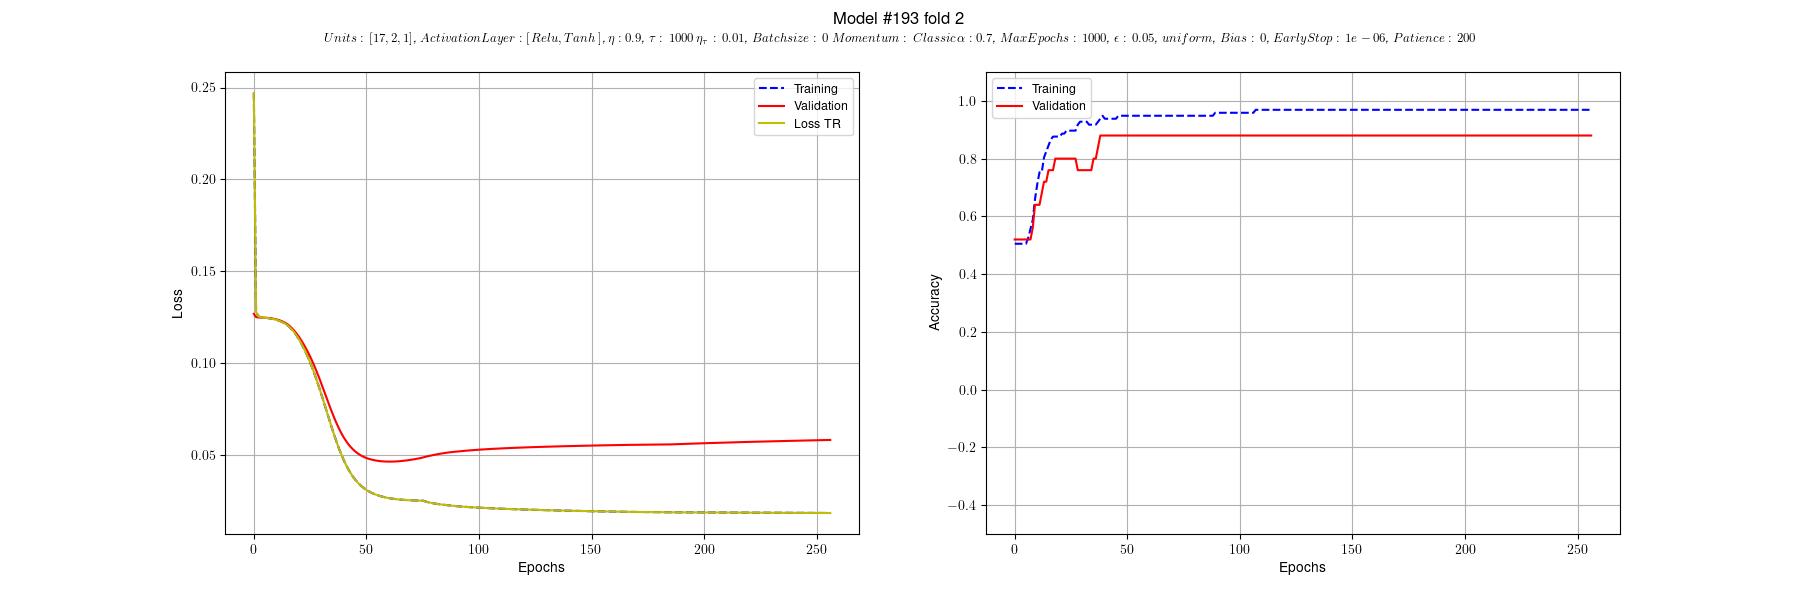 Model #193 fold 2
Units : [17, 2, 1], ActivationLayer : [Relu, Tanh], η : 0.9, τ : 1000 η_τ : 0.01, Batchsize : 0 Momentum : Classicα : 0.7, MaxEpochs : 1000, ϵ : 0.05, uniform, Bias : 0, EarlyStop : 1e − 06, Patience : 200
Training
Validation
Loss TR
0.25
0.20
0.15
0.10
0.05
Loss
0 50 100 150 200 250
Epochs
Training
Validation
1.0
0.8
0.6
0.4
0.2
0.0
−0.2
−0.4
Accuracy
0 50 100 150 200 250
Epochs